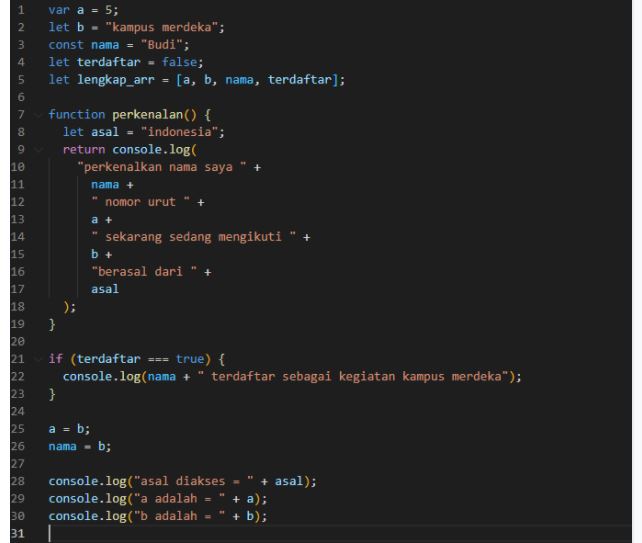 1 var a = 5;
2 let b = "kampus merdeka";
3 const nama = "Budi";
4 let terdaftar = false;
5 let lengkap_arr = [a, b, nama, terdaftar];
6
7 function perkenalan() {
8   let asal = "indonesia";
9   return console.log(
10     "perkenalkan nama saya " +
11       nama +
12       " nomor urut " +
13       a +
14       " sekarang sedang mengikuti " +
15       b +
16       "berasal dari " +
17       asal
18   );
19 }
20
21 if (terdaftar === true) {
22   console.log(nama + " terdaftar sebagai kegiatan kampus merdeka");
23 }
24
25 a = b;
26 nama = b;
27
28 console.log("asal diakses = " + asal);
29 console.log("a adalah = " + a);
30 console.log("b adalah = " + b);
31